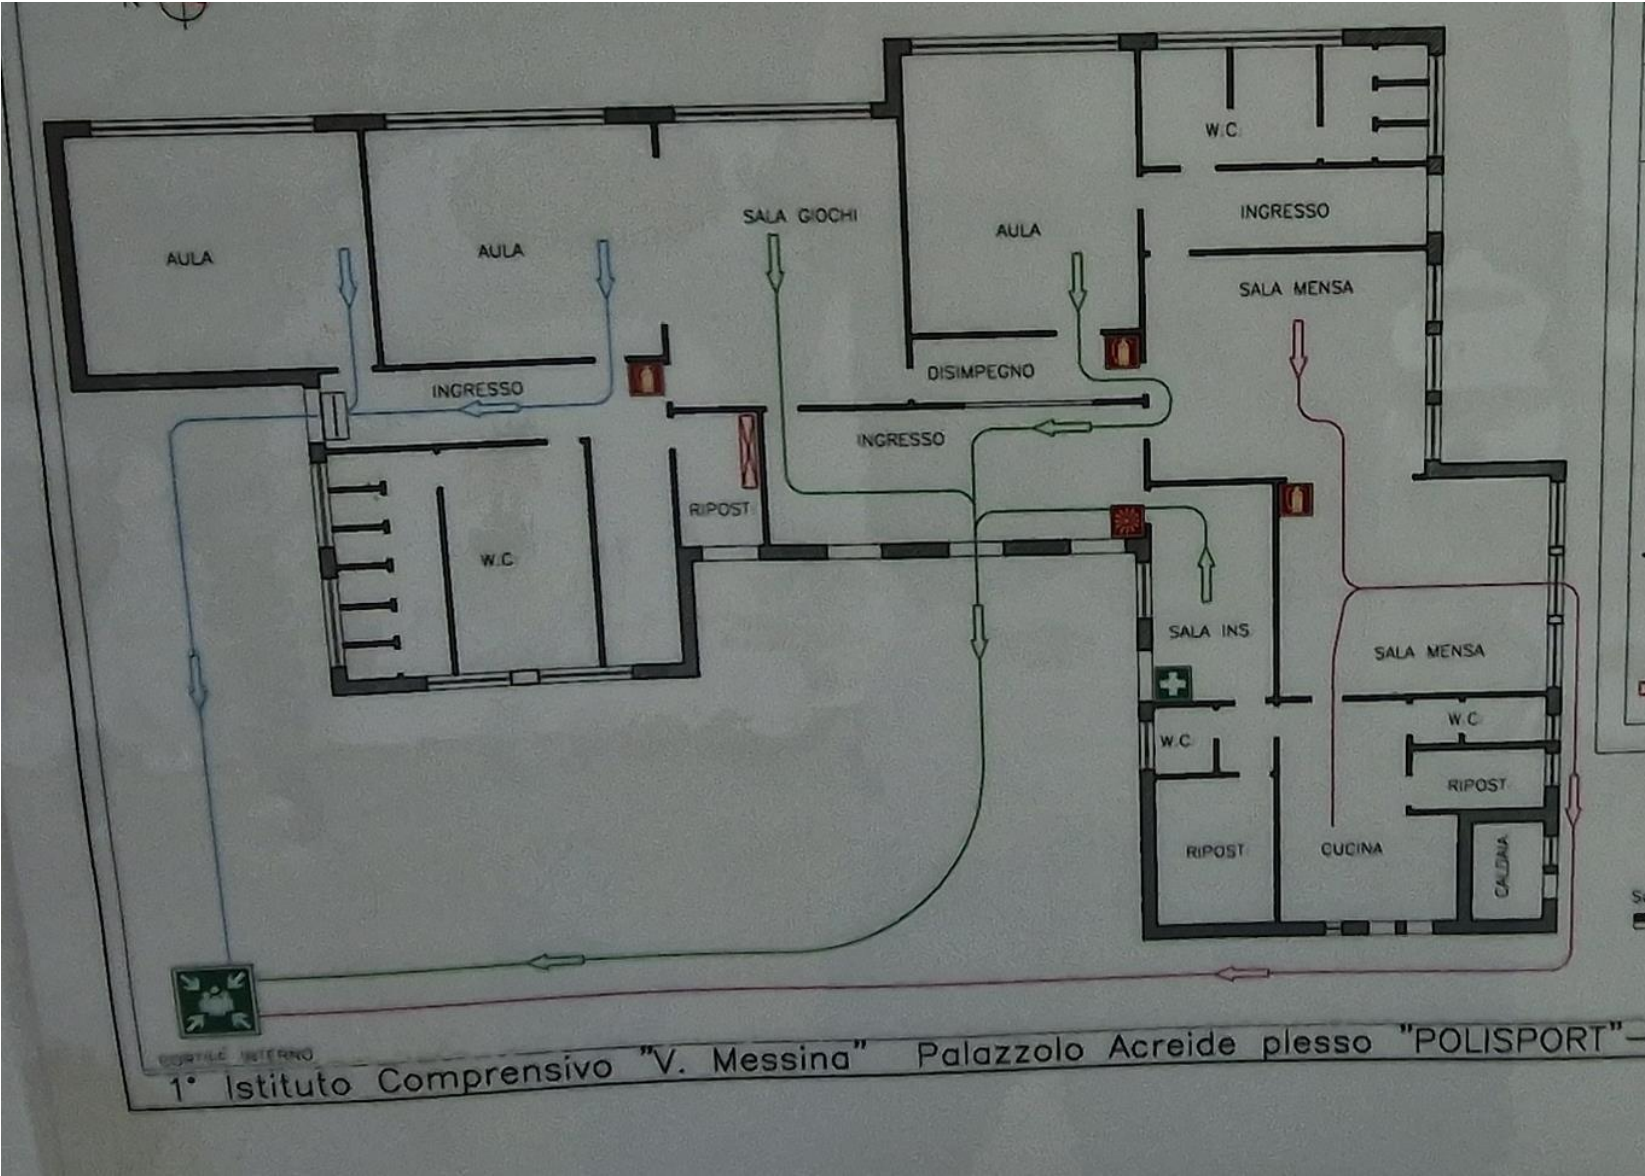 W.C.
INGRESSO
SALA GIOCHI
AULA
AULA
AULA
SALA MENSA
DISIMPEGNO
INGRESSO
INGRESSO
RIPOST.
W.C.
SALA INS.
SALA MENSA
W.C.
W.C.
RIPOST.
RIPOST.
CUCINA
CALDAIA
CORTILE INTERNO
1° Istituto Comprensivo "V. Messina" Palazzolo Acreide plesso "POLISPORT"-